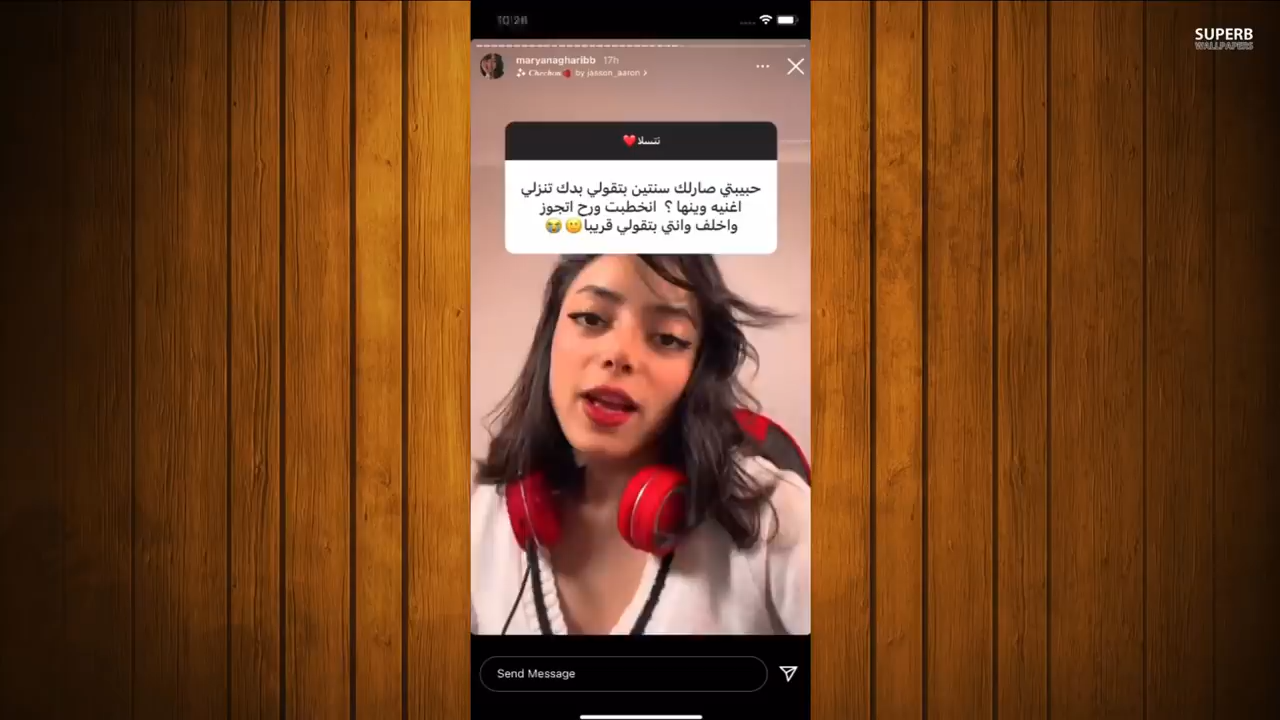 10:26
SUPERB
WALLPAPERS
maryanagharibb 17h
Chechon by jasson_aaron >
تتسلا❤️
حبيبتي صارلك سنتين بتقولي بدك تنزلي
اغنيه وينها ؟ انخطبت ورح اتجوز
واخلف وانتي بتقولي قريبا🙂😭
Send Message